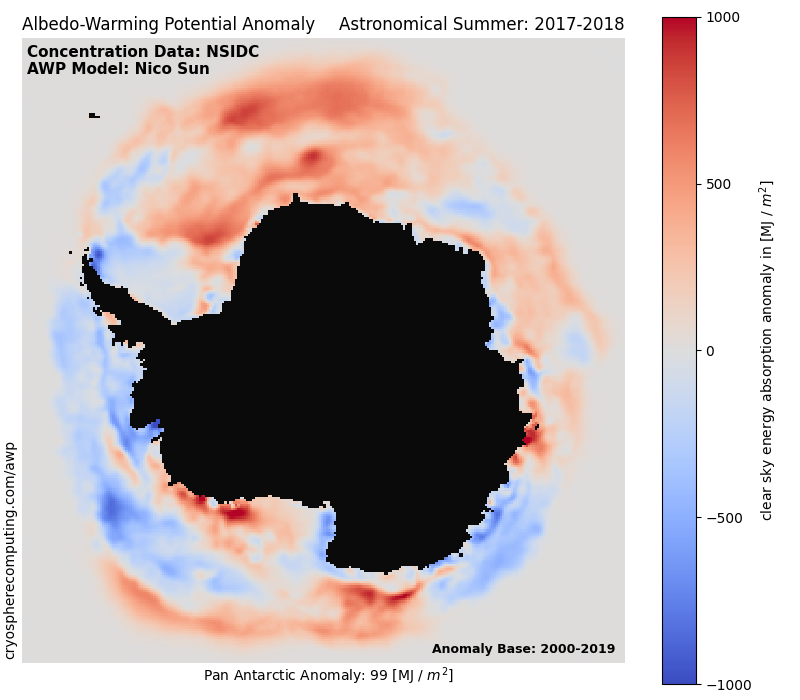 Albedo-Warming Potential Anomaly Astronomical Summer: 2017-2018
Concentration Data: NSIDC
AWP Model: Nico Sun
cryospherecomputing.com/awp
Anomaly Base: 2000-2019
Pan Antarctic Anomaly: 99 [MJ / m²]
1000
500
0
−500
−1000
clear sky energy absorption anomaly in [MJ / m²]